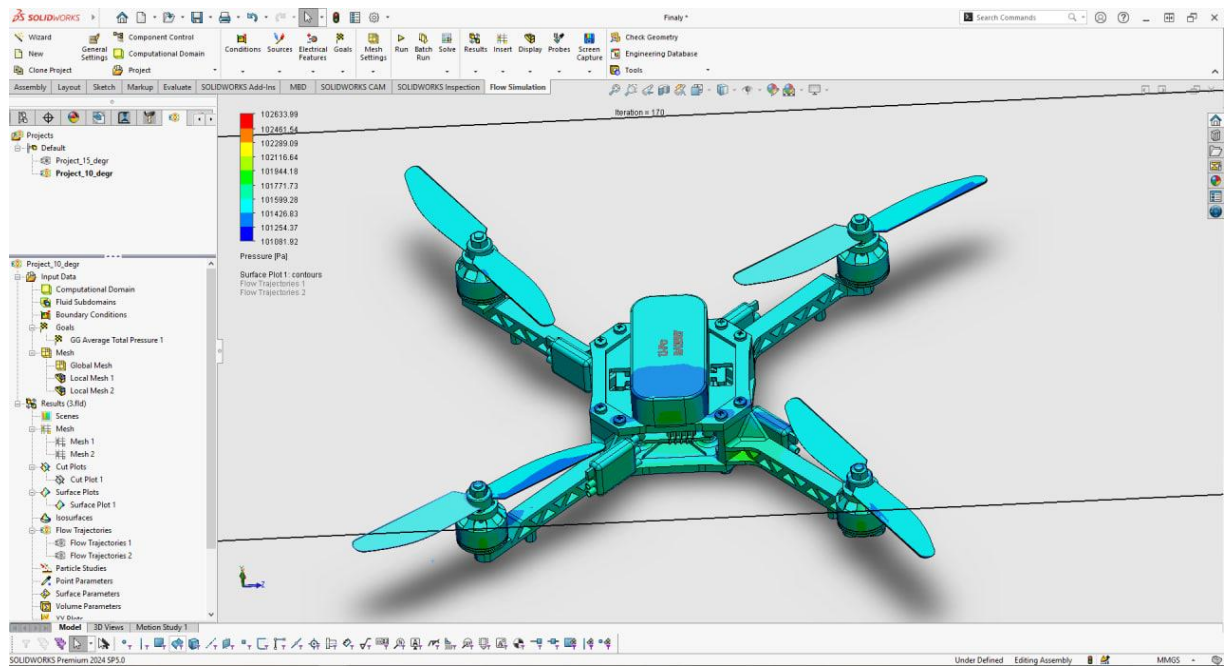 SOLIDWORKS
Finaly *
Search Commands
Wizard
New
Clone Project
General Settings
Component Control
Computational Domain
Project
Conditions
Sources
Electrical Features
Goals
Mesh Settings
Run
Batch Run
Solve
Results
Insert
Display
Probes
Screen Capture
Check Geometry
Engineering Database
Tools
Assembly
Layout
Sketch
Markup
Evaluate
SOLIDWORKS Add-Ins
MBD
SOLIDWORKS CAM
SOLIDWORKS Inspection
Flow Simulation
Projects
Default
Project_15_degr
Project_10_degr
Project_10_degr
Input Data
Computational Domain
Fluid Subdomains
Boundary Conditions
Goals
GG Average Total Pressure 1
Mesh
Global Mesh
Local Mesh 1
Local Mesh 2
Results (3.fld)
Scenes
Mesh
Mesh 1
Mesh 2
Cut Plots
Cut Plot 1
Surface Plots
Surface Plot 1
Isosurfaces
Flow Trajectories
Flow Trajectories 1
Flow Trajectories 2
Particle Studies
Point Parameters
Surface Parameters
Volume Parameters
XY Plots
102633.99
102461.54
102289.09
102116.64
101944.18
101771.73
101599.28
101426.83
101254.37
101081.92
Pressure [Pa]
Surface Plot 1: contours
Flow Trajectories 1
Flow Trajectories 2
Iteration = 170
Model
3D Views
Motion Study 1
SOLIDWORKS Premium 2024 SP5.0
Under Defined
Editing Assembly
MMGS